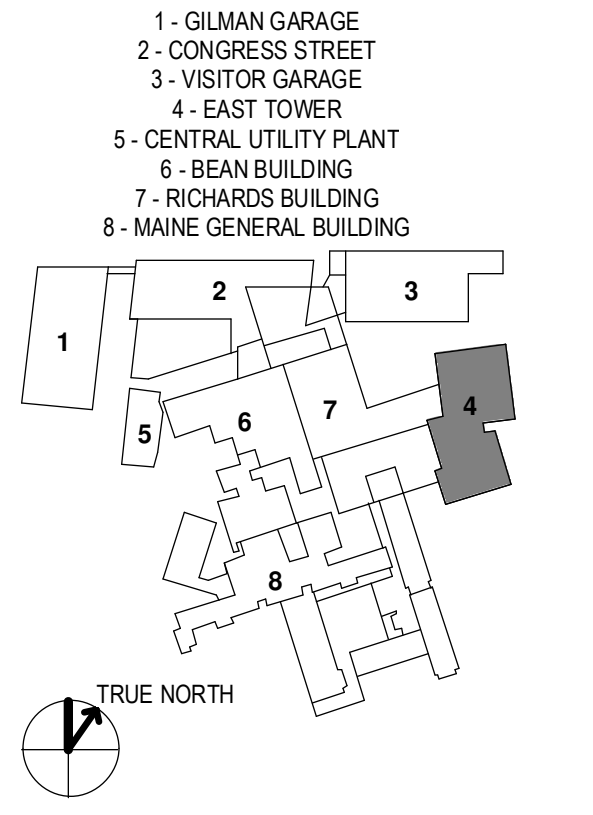 1 - GILMAN GARAGE
2 - CONGRESS STREET
3 - VISITOR GARAGE
4 - EAST TOWER
5 - CENTRAL UTILITY PLANT
6 - BEAN BUILDING
7 - RICHARDS BUILDING
8 - MAINE GENERAL BUILDING
2
3
1
4
7
6
5
8
TRUE NORTH